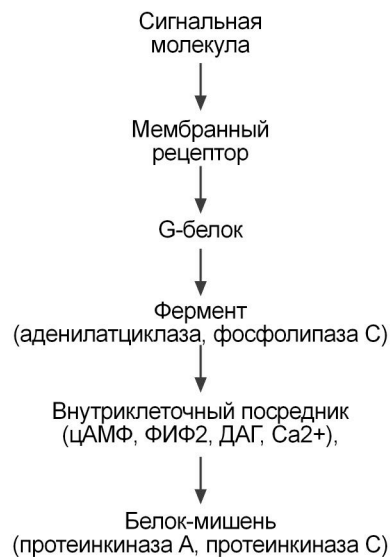 Сигнальная
молекула
Мембранный
рецептор
G-белок
Фермент
(аденилатциклаза, фосфолипаза С)
Внутриклеточный посредник
(цАМФ, ФИФ2, ДАГ, Са2+),
Белок-мишень
(протеинкиназа А, протеинкиназа С)